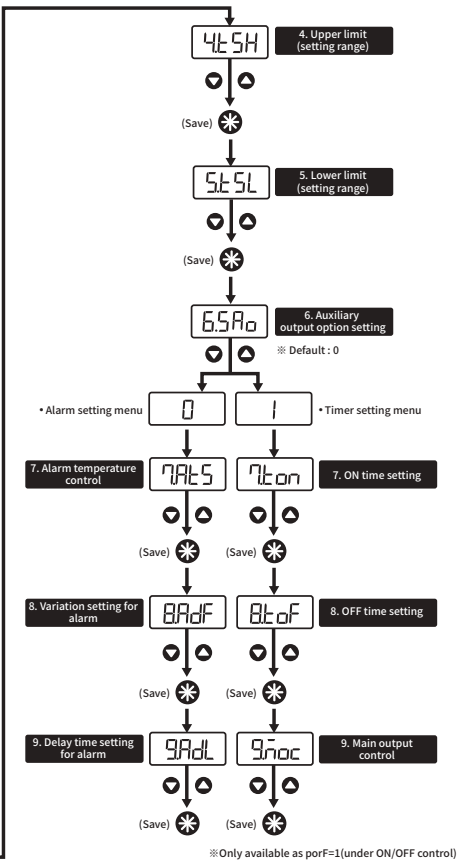 4.tSH
4. Upper limit
(setting range)
(Save)
5.tSL
5. Lower limit
(setting range)
(Save)
6.SAo
6. Auxiliary
output option setting
※ Default : 0
• Alarm setting menu
0
1
• Timer setting menu
7. Alarm temperature
control
7.AtS
7.ton
7. ON time setting
(Save)
(Save)
8. Variation setting for
alarm
8.AdF
8.toF
8. OFF time setting
(Save)
(Save)
9. Delay time setting
for alarm
9.AdL
9.moc
9. Main output
control
(Save)
(Save)
※Only available as porF=1(under ON/OFF control)